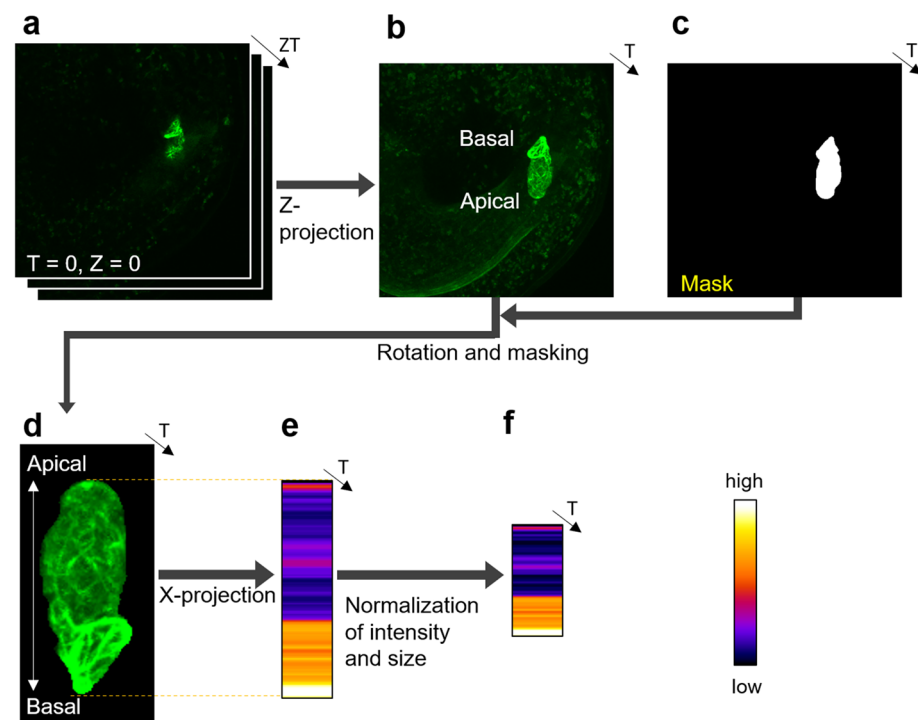 a
ZT
T = 0, Z = 0
Z-
projection
b
T
Basal
Apical
c
T
Mask
Rotation and masking
d
T
Apical
Basal
X-projection
e
T
Normalization
of intensity
and size
f
T
high
low